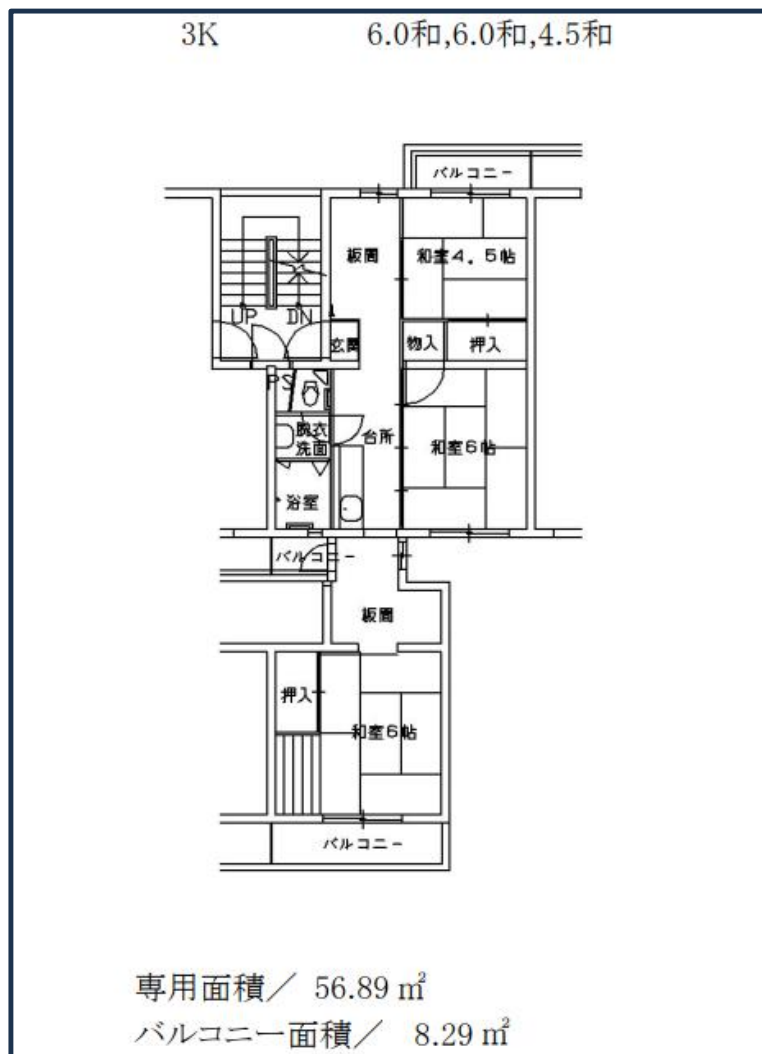 3K 6.0和,6.0和,4.5和
バルコニー
板間
和室4.5帖
UP DN
玄関
物入
押入
PS
脱衣
洗面
台所
和室6帖
浴室
バルコニー
板間
押入
和室6帖
バルコニー
専用面積／ 56.89 ㎡
バルコニー面積／ 8.29 ㎡